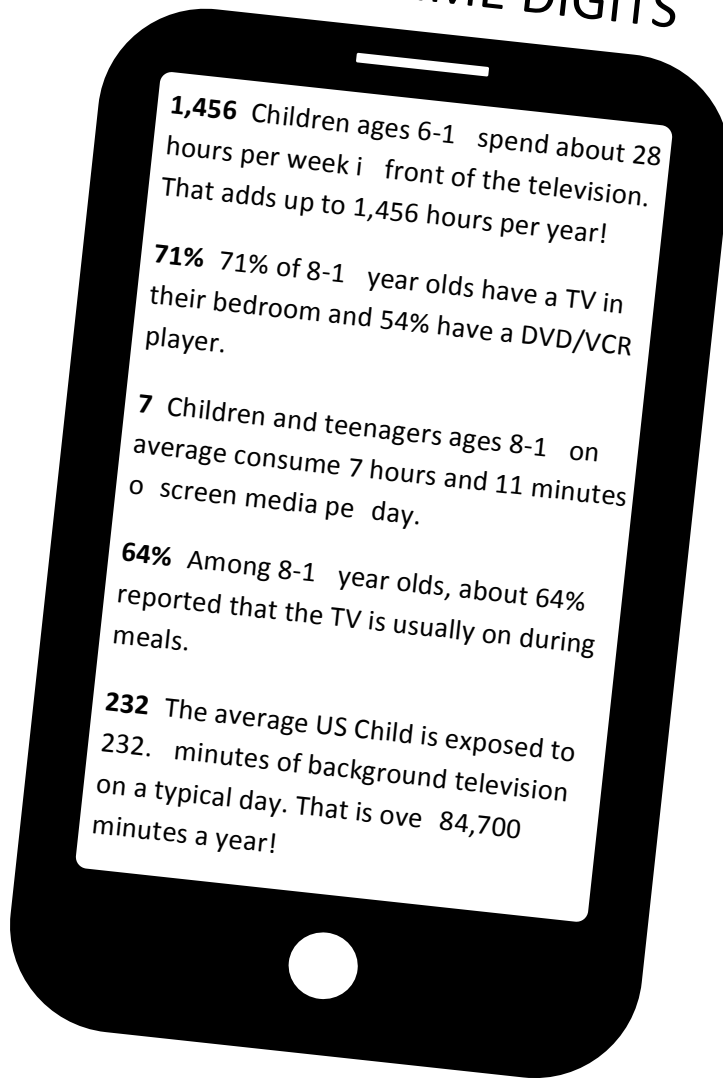 DIGITS
1,456 Children ages 6-1 spend about 28
hours per week i front of the television.
That adds up to 1,456 hours per year!
71% 71% of 8-1 year olds have a TV in
their bedroom and 54% have a DVD/VCR
player.
7 Children and teenagers ages 8-1 on
average consume 7 hours and 11 minutes
o screen media pe day.
64% Among 8-1 year olds, about 64%
reported that the TV is usually on during
meals.
232 The average US Child is exposed to
232. minutes of background television
on a typical day. That is ove 84,700
minutes a year!